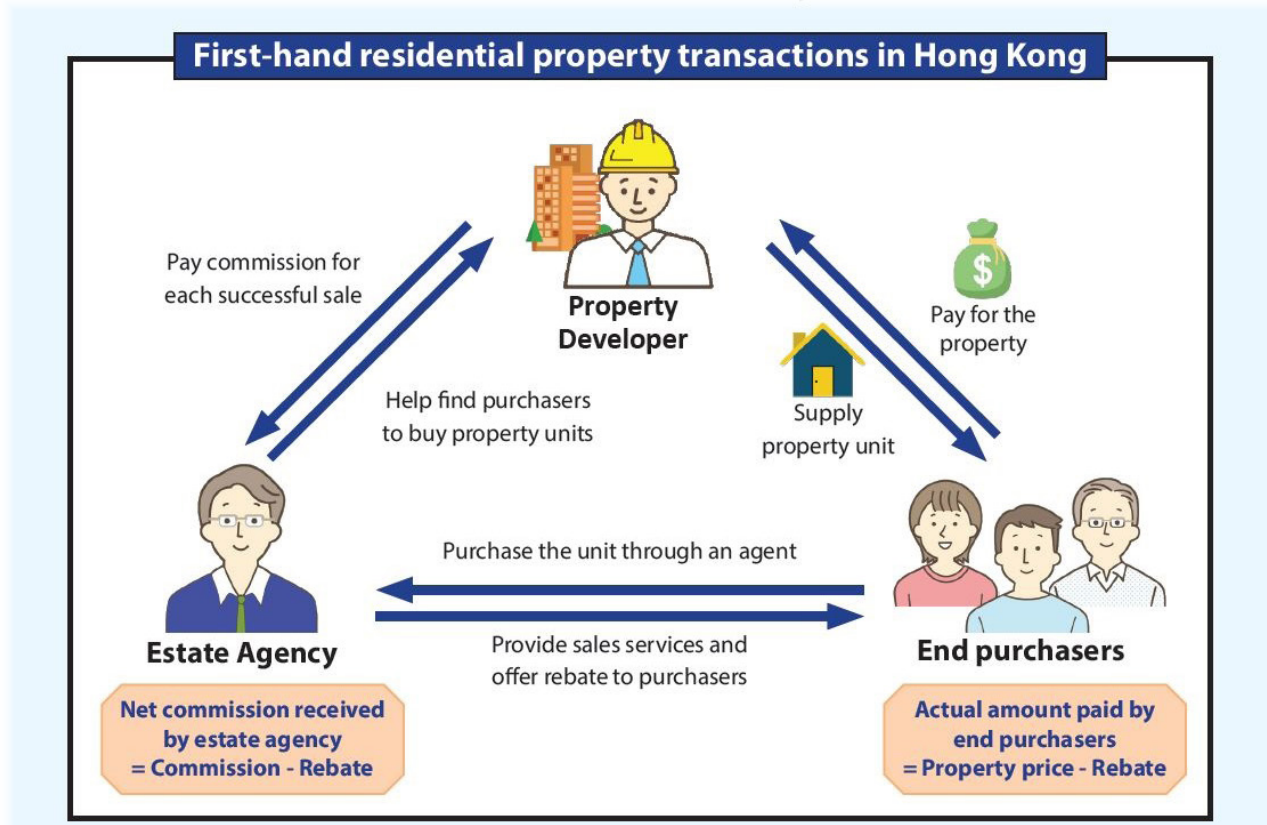 First-hand residential property transactions in Hong Kong
Pay commission for
each successful sale
Property
Developer
$
Pay for the
property
Help find purchasers
to buy property units
Supply
property unit
Purchase the unit through an agent
Provide sales services and
offer rebate to purchasers
Estate Agency
End purchasers
Net commission received
by estate agency
= Commission - Rebate
Actual amount paid by
end purchasers
= Property price - Rebate